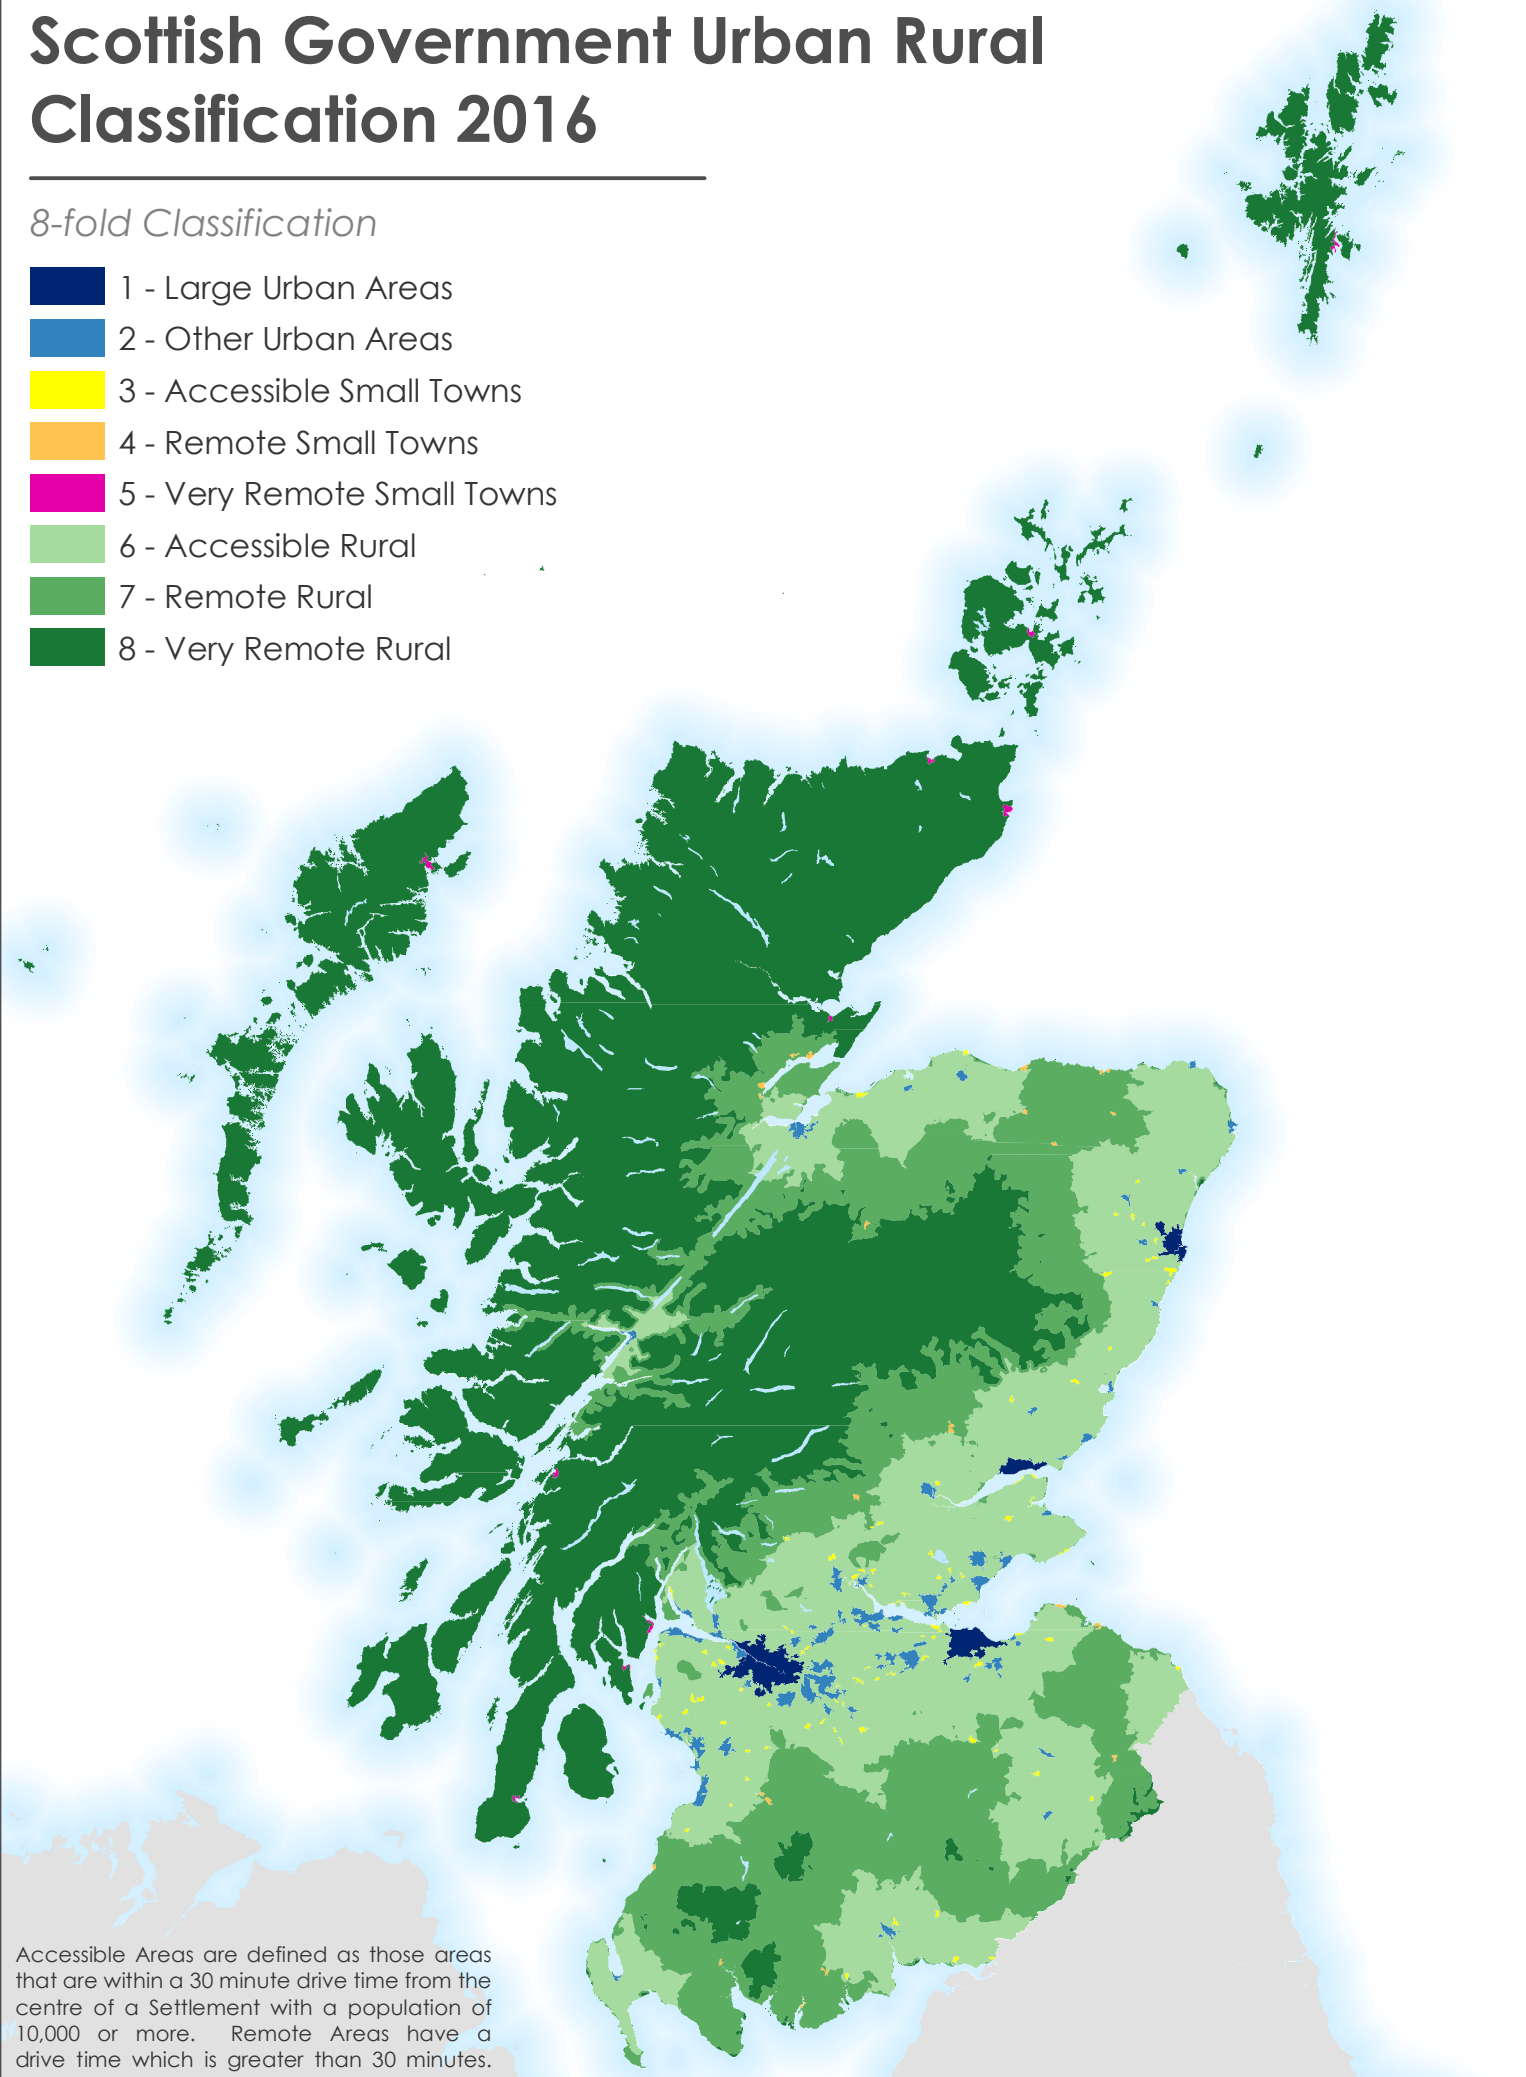 Scottish Government Urban Rural
Classification 2016
8-fold Classification
1 - Large Urban Areas
2 - Other Urban Areas
3 - Accessible Small Towns
4 - Remote Small Towns
5 - Very Remote Small Towns
6 - Accessible Rural
7 - Remote Rural
8 - Very Remote Rural
Accessible Areas are defined as those areas
that are within a 30 minute drive time from the
centre of a Settlement with a population of
10,000 or more. Remote Areas have a
drive time which is greater than 30 minutes.